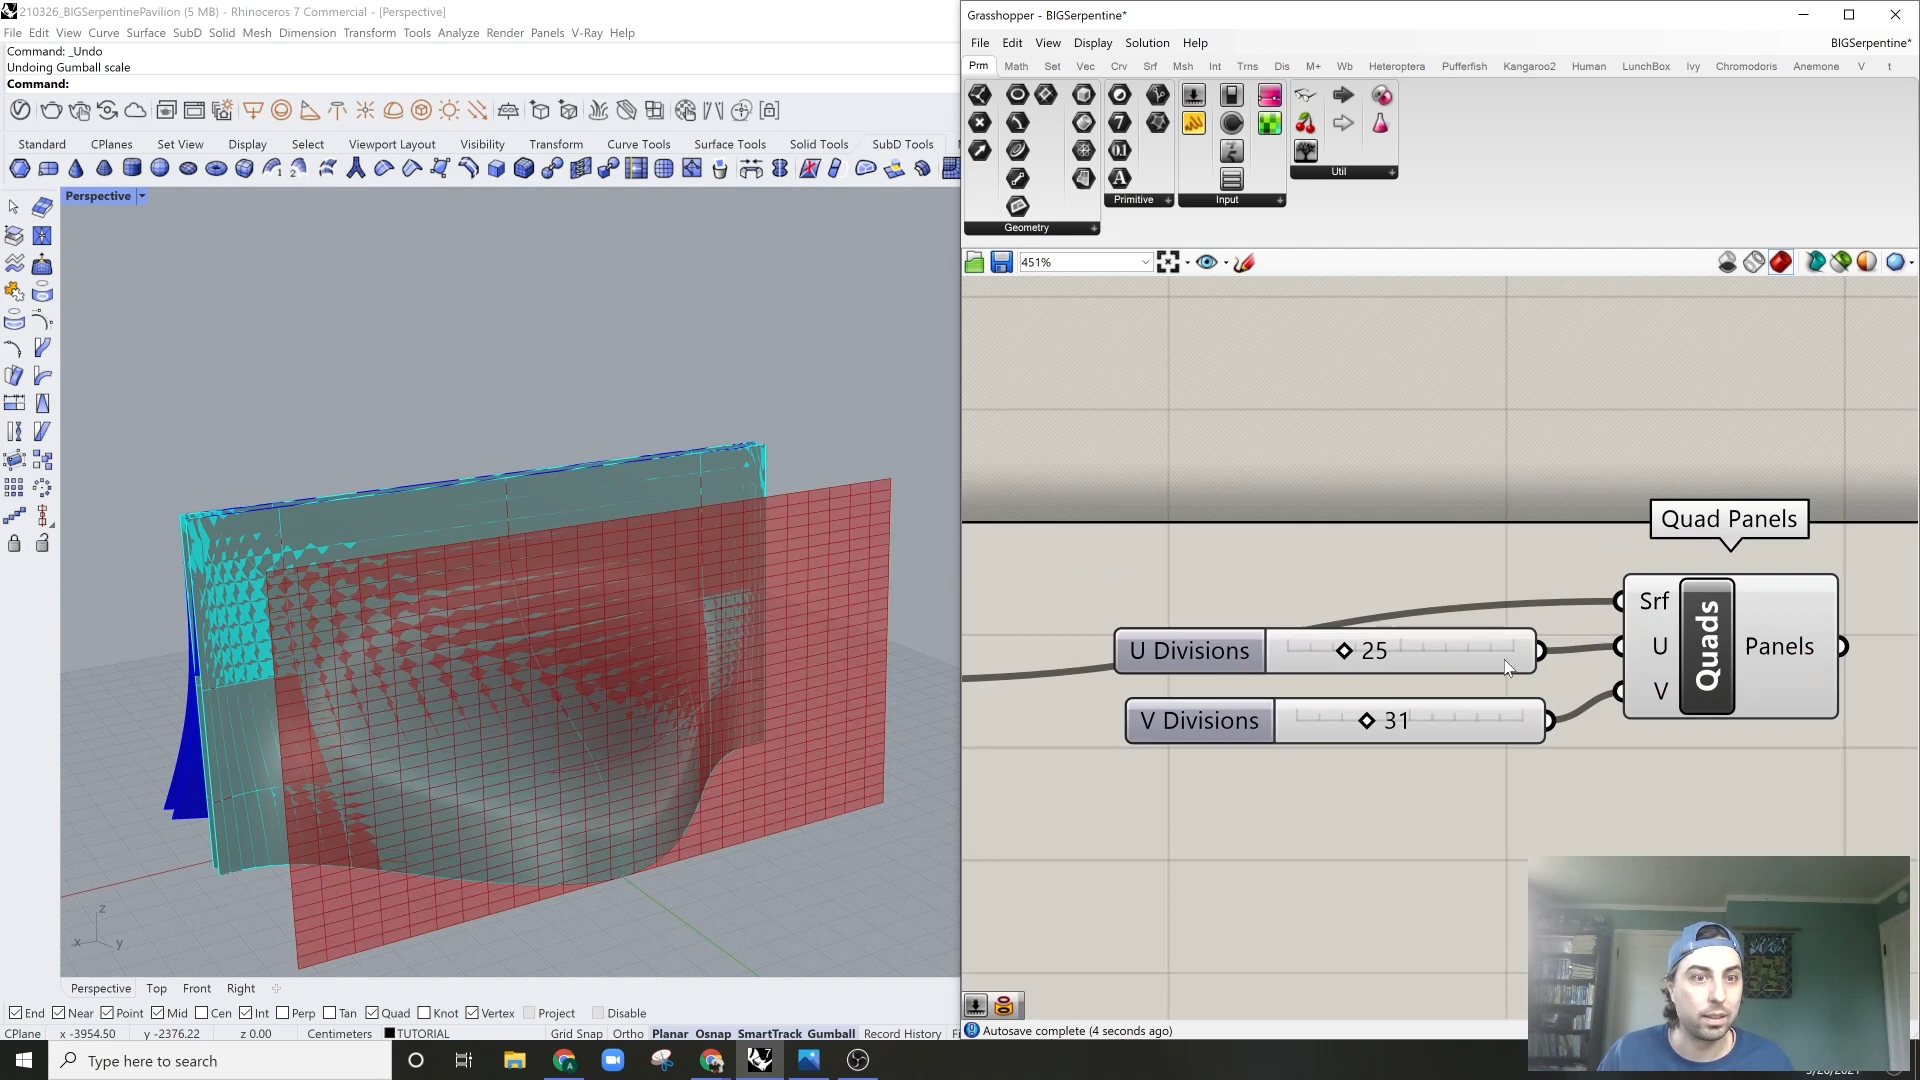 210326_BIGSerpentinePavilion (5 MB) - Rhinoceros 7 Commercial - [Perspective]
File Edit View Curve Surface SubD Solid Mesh Dimension Transform Tools Analyze Render Panels V-Ray Help
Command: _Undo
Undoing Gumball scale
Command:
Standard CPlanes Set View Display Select Viewport Layout Visibility Transform Curve Tools Surface Tools Solid Tools SubD Tools
Perspective
z
x
y
Perspective Top Front Right
End Near Point Mid Cen Int Perp Tan Quad Knot Vertex Project Disable
CPlane x -3954.50 y -2376.22 z 0.00 Centimeters TUTORIAL Grid Snap Ortho Planar Osnap SmartTrack Gumball Record History
Type here to search
Grasshopper - BIGSerpentine*
File Edit View Display Solution Help BIGSerpentine*
Prm Math Set Vec Crv Srf Msh Int Trns Dis M+ Wb Heteroptera Pufferfish Kangaroo2 Human LunchBox Ivy Chromodoris Anemone V t
Util
Primitive Input
Geometry
451%
Quad Panels
Srf
U
V
Quads
Panels
U Divisions 25
V Divisions 31
Autosave complete (4 seconds ago)